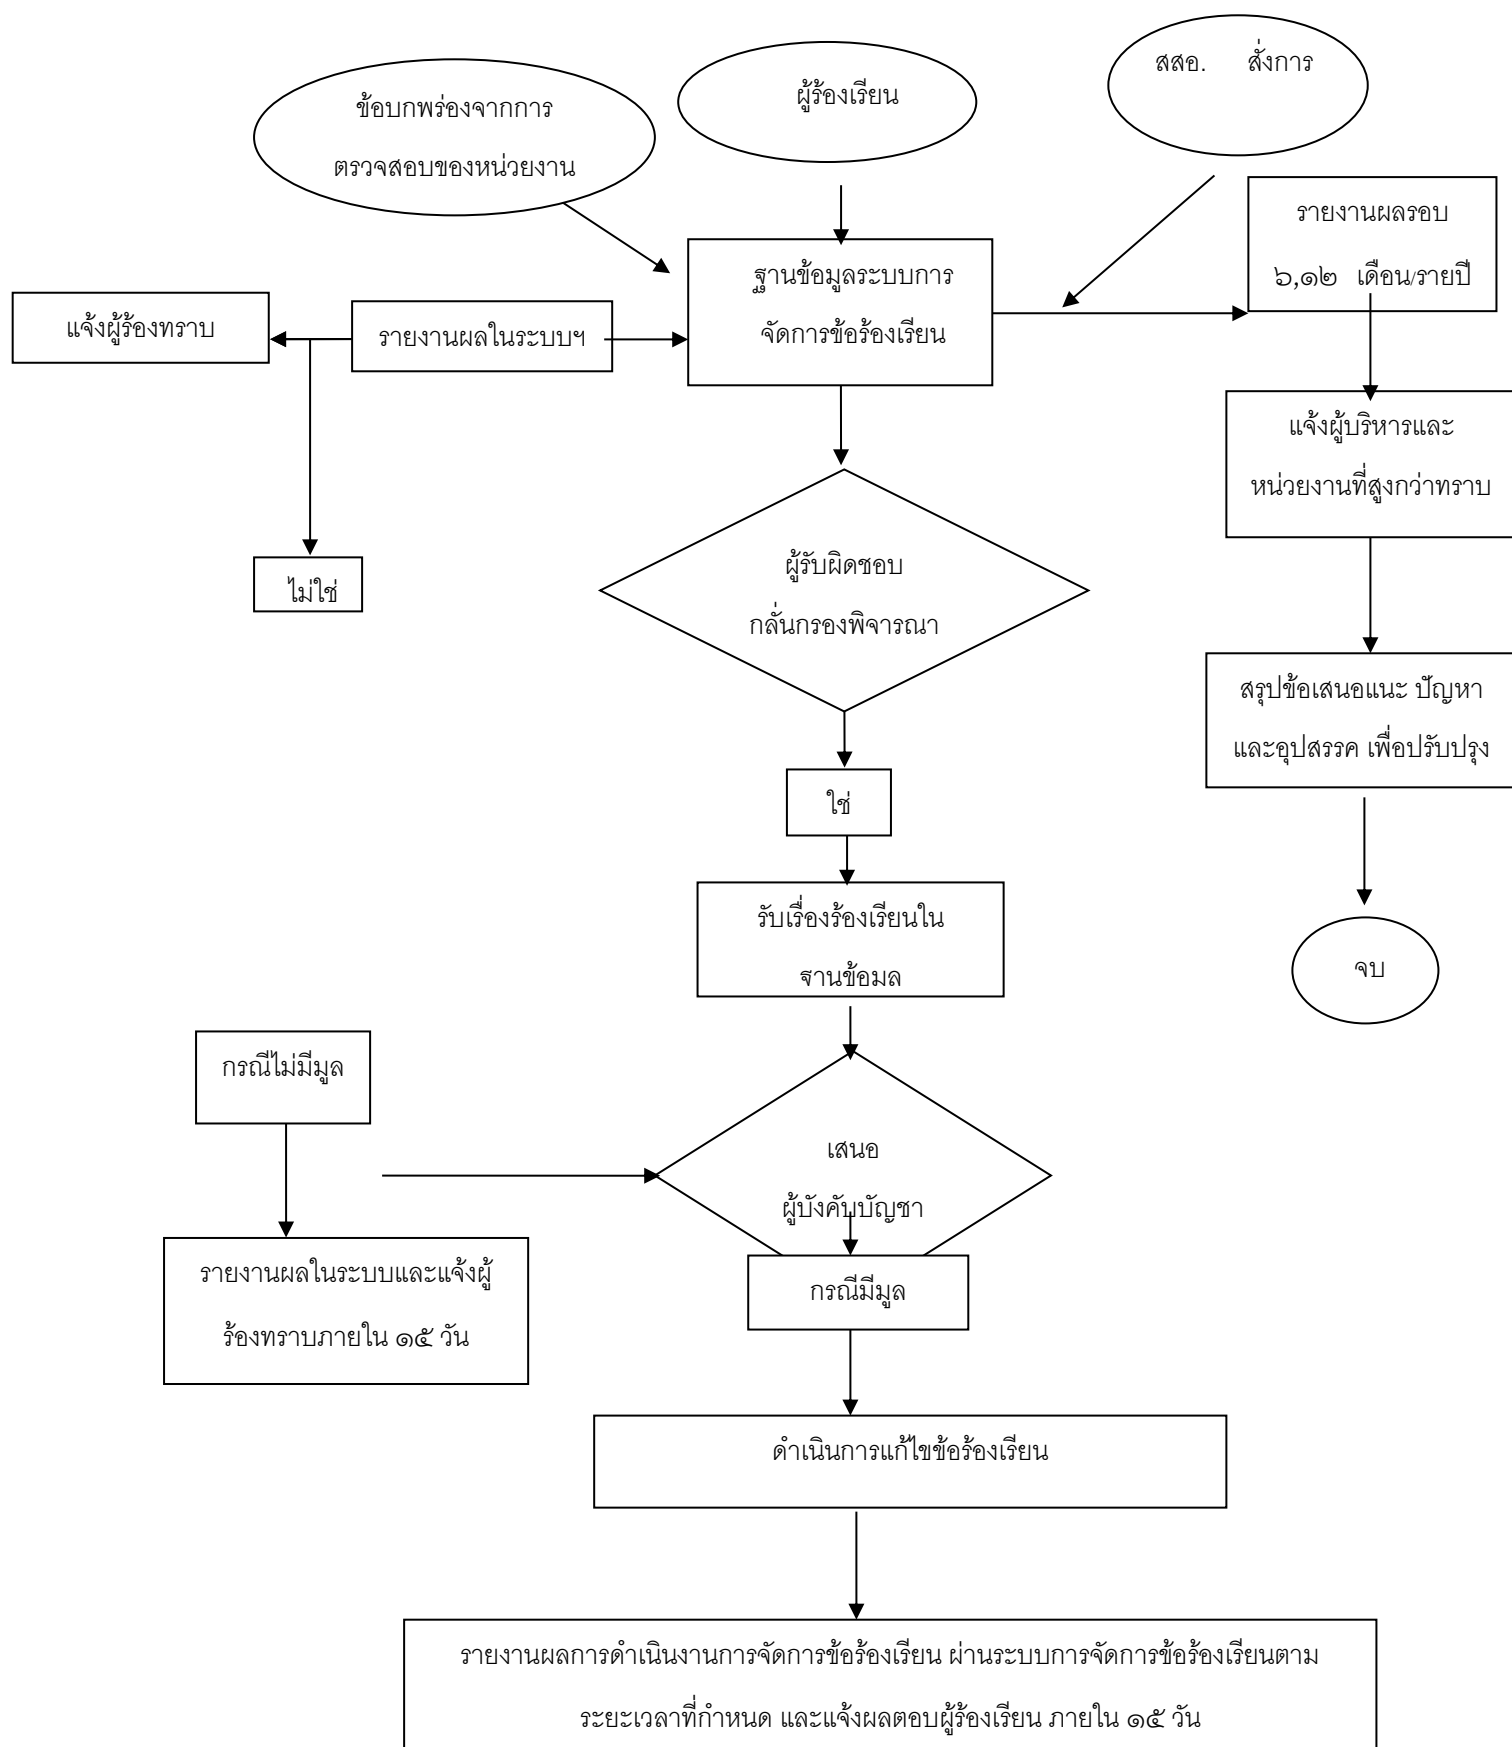 ข้อบกพร่องจากการ
ตรวจสอบของหน่วยงาน
ผู้ร้องเรียน
สสอ. สั่งการ
รายงานผลรอบ
๖,๑๒ เดือน/รายปี
ฐานข้อมูลระบบการ
จัดการข้อร้องเรียน
แจ้งผู้ร้องทราบ
รายงานผลในระบบฯ
แจ้งผู้บริหารและ
หน่วยงานที่สูงกว่าทราบ
ไม่ใช่
ผู้รับผิดชอบ
กลั่นกรองพิจารณา
สรุปข้อเสนอแนะ ปัญหา
และอุปสรรค เพื่อปรับปรุง
ใช่
รับเรื่องร้องเรียนใน
ฐานข้อมูล
จบ
กรณีไม่มีมูล
เสนอ
ผู้บังคับบัญชา
รายงานผลในระบบและแจ้งผู้
ร้องทราบภายใน ๑๕ วัน
กรณีมีมูล
ดำเนินการแก้ไขข้อร้องเรียน
รายงานผลการดำเนินงานการจัดการข้อร้องเรียน ผ่านระบบการจัดการข้อร้องเรียนตาม
ระยะเวลาที่กำหนด และแจ้งผลตอบผู้ร้องเรียน ภายใน ๑๕ วัน